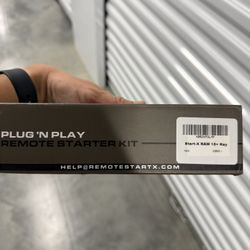 PLUG 'N PLAY
REMOTE STARTER KIT
Start-X RAM 13+ Key
HELP@REMOTESTARTX.COM